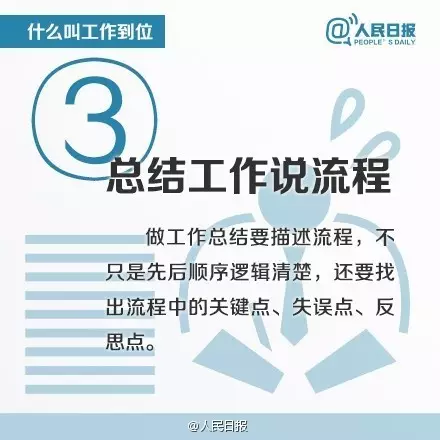 什么叫工作到位
@人民日报
PEOPLE'S DAILY
3
总结工作说流程
做工作总结要描述流程，不
只是先后顺序逻辑清楚，还要找
出流程中的关键点、失误点、反
思点。
@人民日报